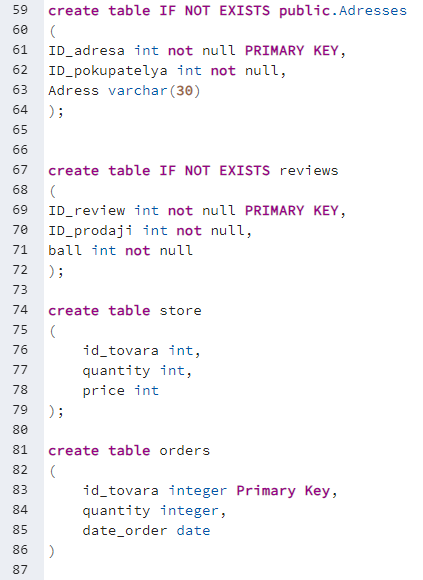 59 create table IF NOT EXISTS public.Adresses
60 (
61 ID_adresa int not null PRIMARY KEY,
62 ID_pokupatelya int not null,
63 Adress varchar(30)
64 );
65
66
67 create table IF NOT EXISTS reviews
68 (
69 ID_review int not null PRIMARY KEY,
70 ID_prodaji int not null,
71 ball int not null
72 );
73
74 create table store
75 (
76     id_tovara int,
77     quantity int,
78     price int
79 );
80
81 create table orders
82 (
83     id_tovara integer Primary Key,
84     quantity integer,
85     date_order date
86 )
87